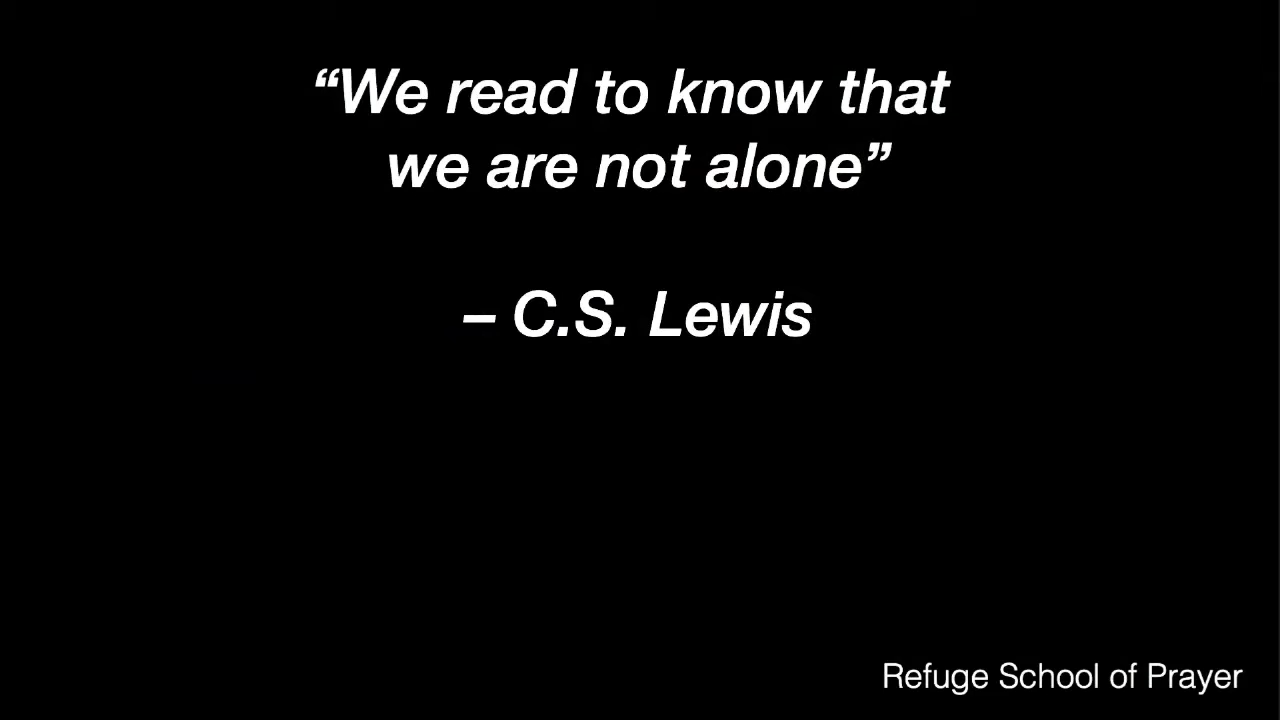 “We read to know that
we are not alone”
– C.S. Lewis
Refuge School of Prayer